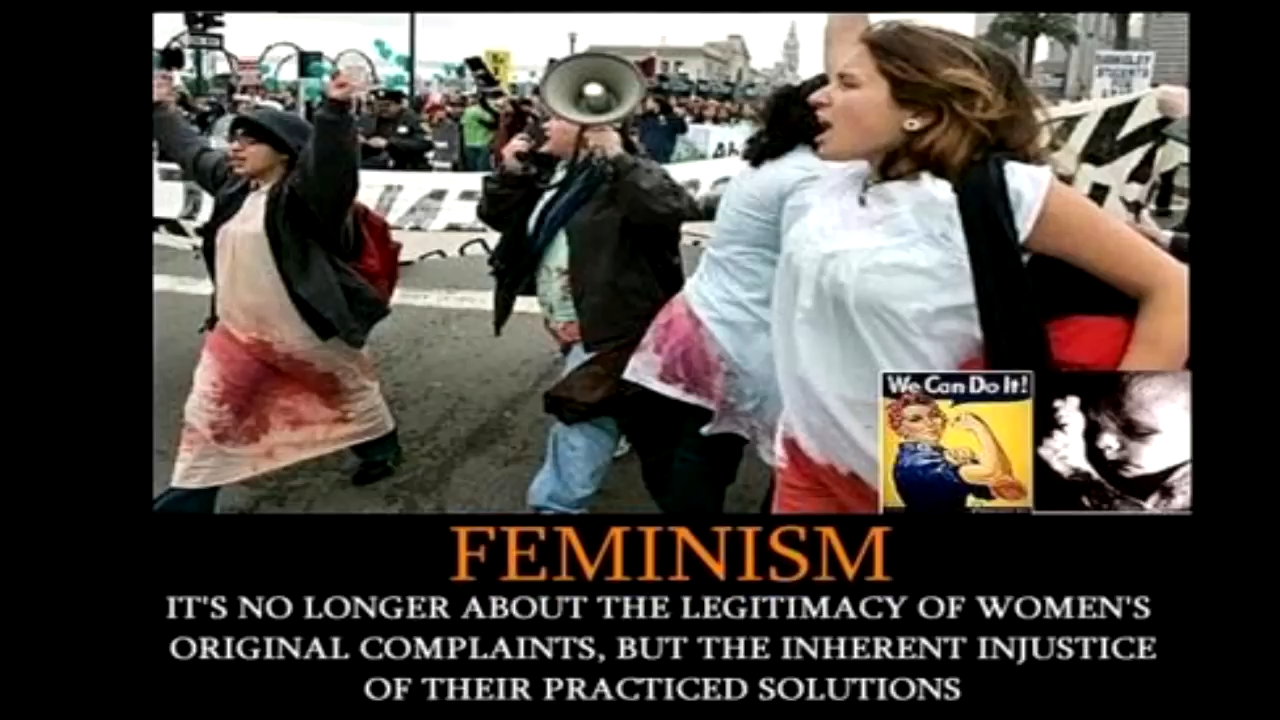 We Can Do It!
FEMINISM
IT'S NO LONGER ABOUT THE LEGITIMACY OF WOMEN'S
ORIGINAL COMPLAINTS, BUT THE INHERENT INJUSTICE
OF THEIR PRACTICED SOLUTIONS